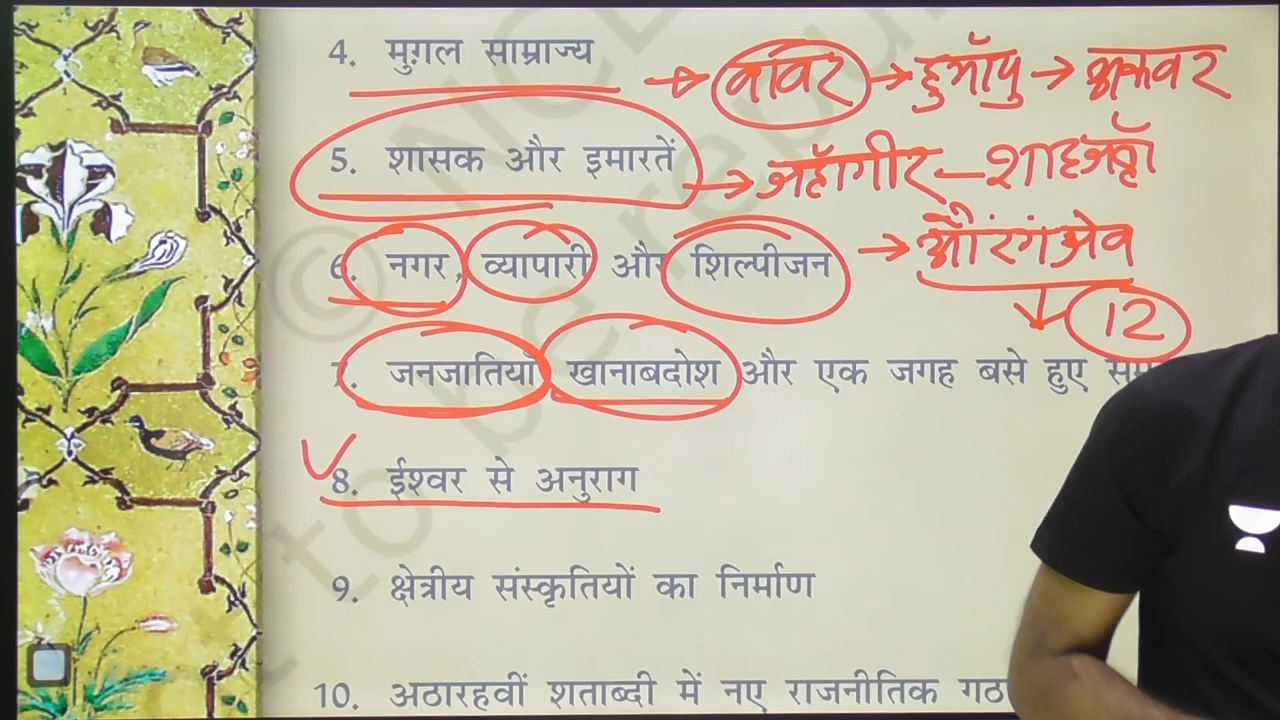 4. मुग़ल साम्राज्य → बाबर → हुमाँयु → अकबर
5. शासक और इमारतें → जहाँगीर – शाहजहाँ
6. नगर, व्यापारी और शिल्पीजन → औरंगजेब
↓ 12
7. जनजातियाँ खानाबदोश और एक जगह बसे हुए
8. ईश्वर से अनुराग
9. क्षेत्रीय संस्कृतियों का निर्माण
10. अठारहवीं शताब्दी में नए राजनीतिक